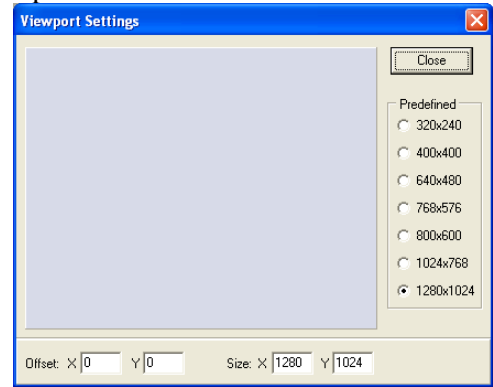 Viewport Settings
Close
Predefined
320x240
400x400
640x480
768x576
800x600
1024x768
1280x1024
Offset: X 0 Y 0 Size: X 1280 Y 1024